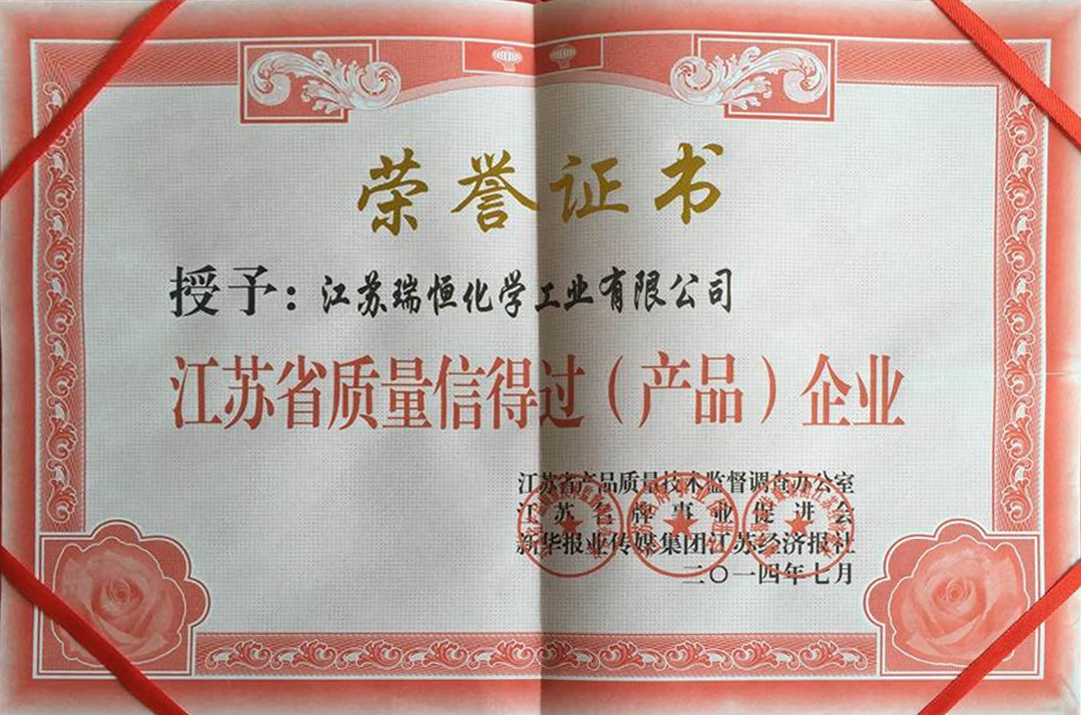 荣誉证书
授予：江苏瑞恒化学工业有限公司
江苏省质量信得过（产品）企业
江苏省产品质量技术监督调查办公室
江苏名牌事业促进会
新华报业传媒集团江苏经济报社
二〇一四年七月